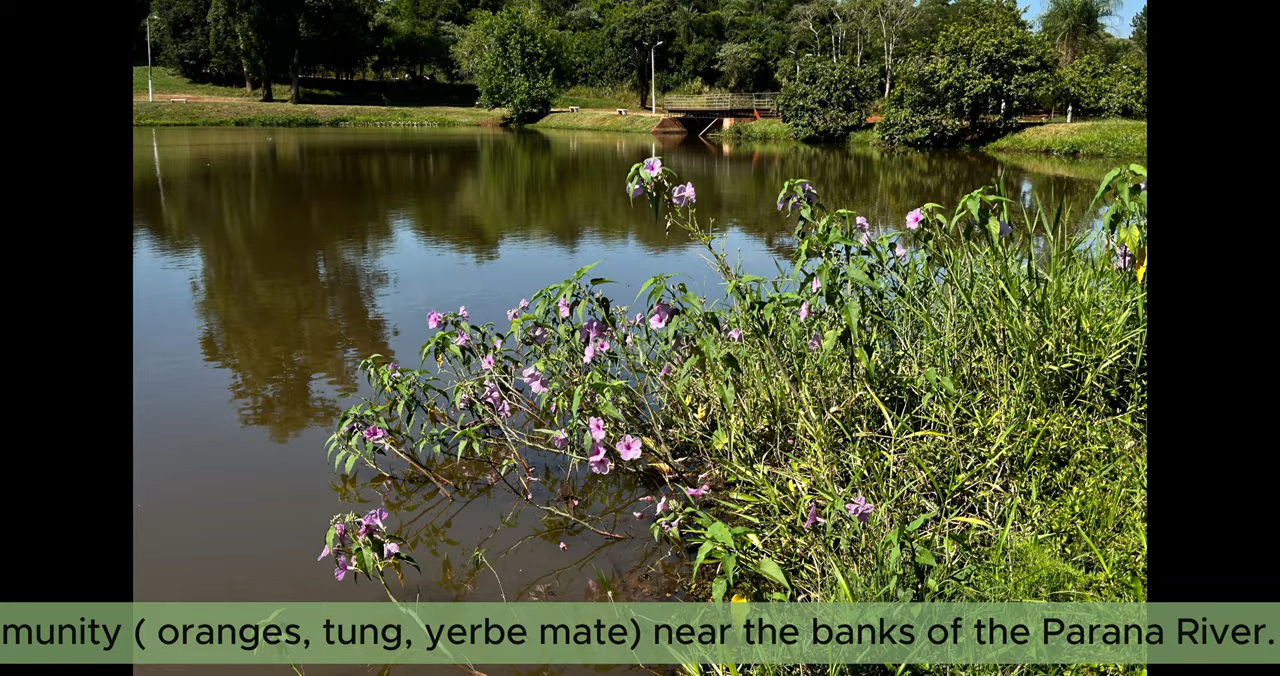 munity ( oranges, tung, yerbe mate) near the banks of the Parana River.